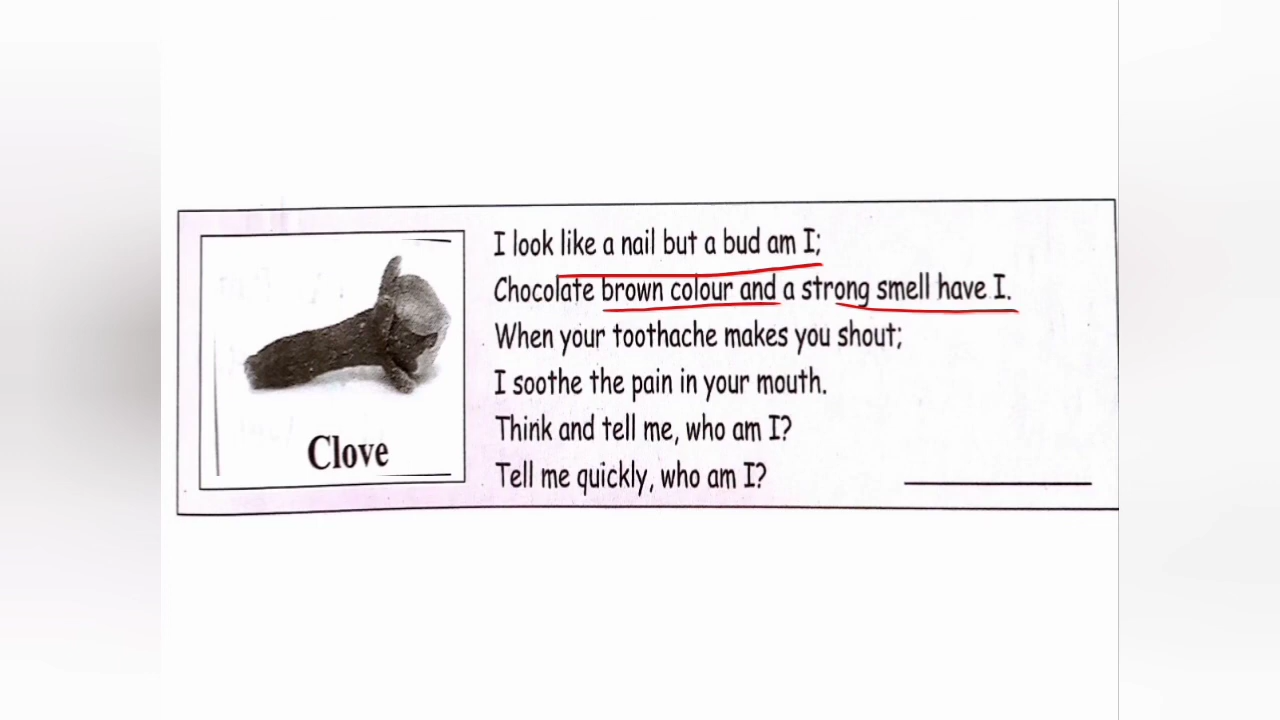 I look like a nail but a bud am I;
Chocolate brown colour and a strong smell have I.
When your toothache makes you shout;
I soothe the pain in your mouth.
Think and tell me, who am I?
Tell me quickly, who am I?
Clove